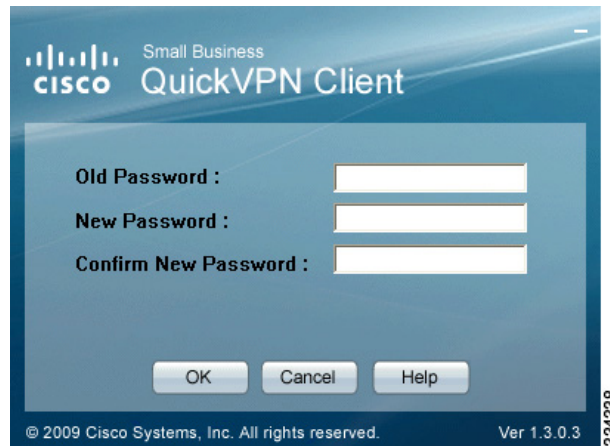 Small Business
CISCO QuickVPN Client
Old Password :
New Password :
Confirm New Password :
OK Cancel Help
© 2009 Cisco Systems, Inc. All rights reserved. Ver 1.3.0.3